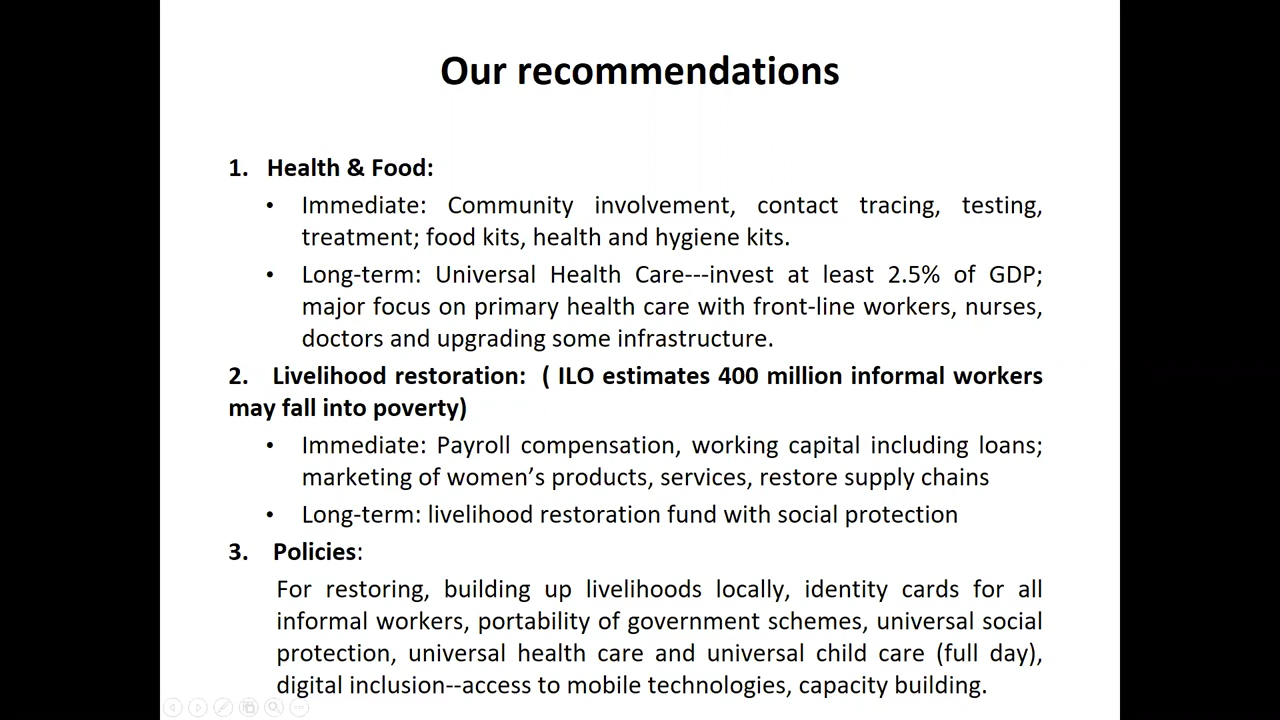 Our recommendations
1. Health & Food:
• Immediate: Community involvement, contact tracing, testing,
treatment; food kits, health and hygiene kits.
• Long-term: Universal Health Care---invest at least 2.5% of GDP;
major focus on primary health care with front-line workers, nurses,
doctors and upgrading some infrastructure.
2. Livelihood restoration: ( ILO estimates 400 million informal workers
may fall into poverty)
• Immediate: Payroll compensation, working capital including loans;
marketing of women’s products, services, restore supply chains
• Long-term: livelihood restoration fund with social protection
3. Policies:
For restoring, building up livelihoods locally, identity cards for all
informal workers, portability of government schemes, universal social
protection, universal health care and universal child care (full day),
digital inclusion--access to mobile technologies, capacity building.